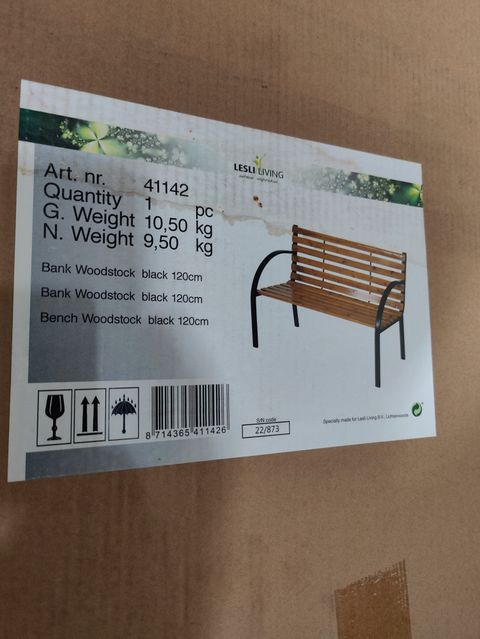 LESLI LIVING
Art. nr. 41142
Quantity 1 pc
G. Weight 10,50 kg
N. Weight 9,50 kg
Bank Woodstock black 120cm
Bank Woodstock black 120cm
Bench Woodstock black 120cm
8 714365 411426
S/N code
22/873
Specially made for Lesli Living B.V., Lichtenvoorde